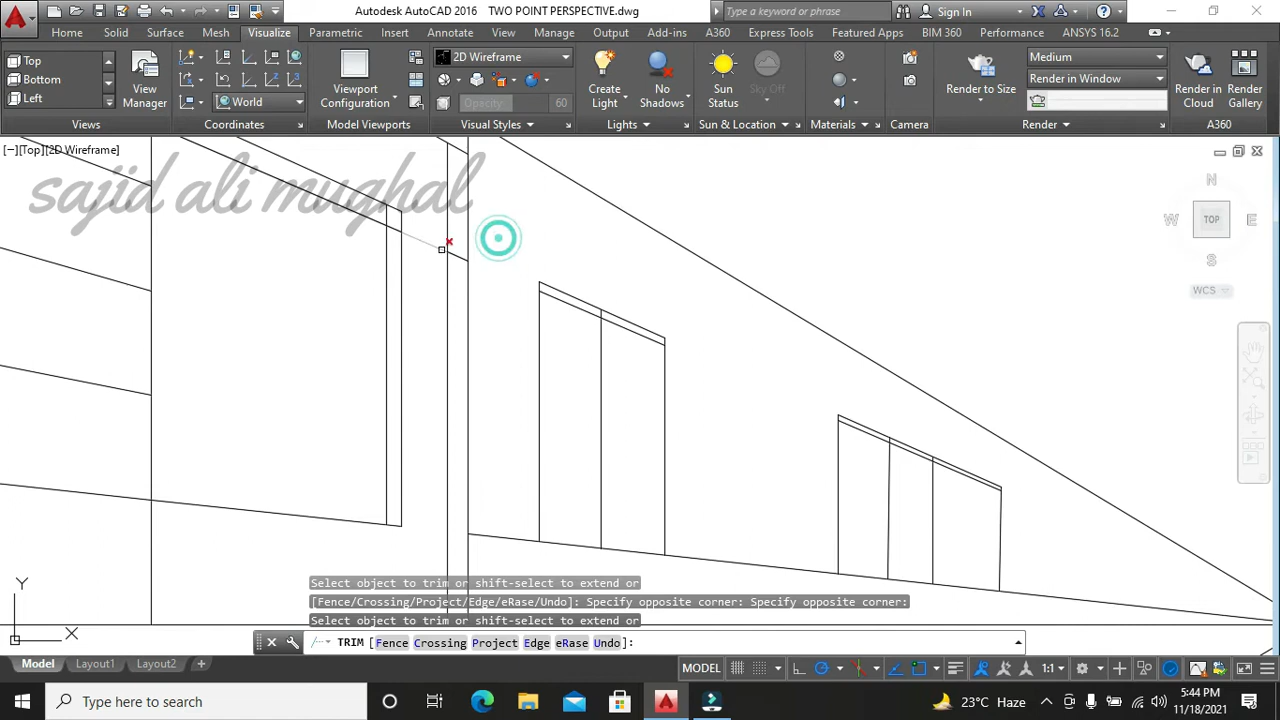 Autodesk AutoCAD 2016 TWO POINT PERSPECTIVE.dwg
Type a keyword or phrase
Sign In
Home Solid Surface Mesh Visualize Parametric Insert Annotate View Manage Output Add-ins A360 Express Tools Featured Apps BIM 360 Performance ANSYS 16.2
Top
Bottom
Left
View Manager
World
Viewport Configuration
2D Wireframe
Opacity 60
Create Light
No Shadows
Sun Status
Sky Off
Render to Size
Medium
Render in Window
Render in Cloud
Render Gallery
Views Coordinates Model Viewports Visual Styles Lights Sun & Location Materials Camera Render A360
[−][Top][2D Wireframe]
sajid ali mughal
N
W TOP E
S
WCS
Y
X
Select object to trim or shift-select to extend or
[Fence/Crossing/Project/Edge/eRase/Undo]: Specify opposite corner: Specify opposite corner:
Select object to trim or shift-select to extend or
TRIM [Fence Crossing Project Edge eRase Undo]:
Model Layout1 Layout2 +
MODEL
1:1
Type here to search
23°C Haze
5:44 PM
11/18/2021